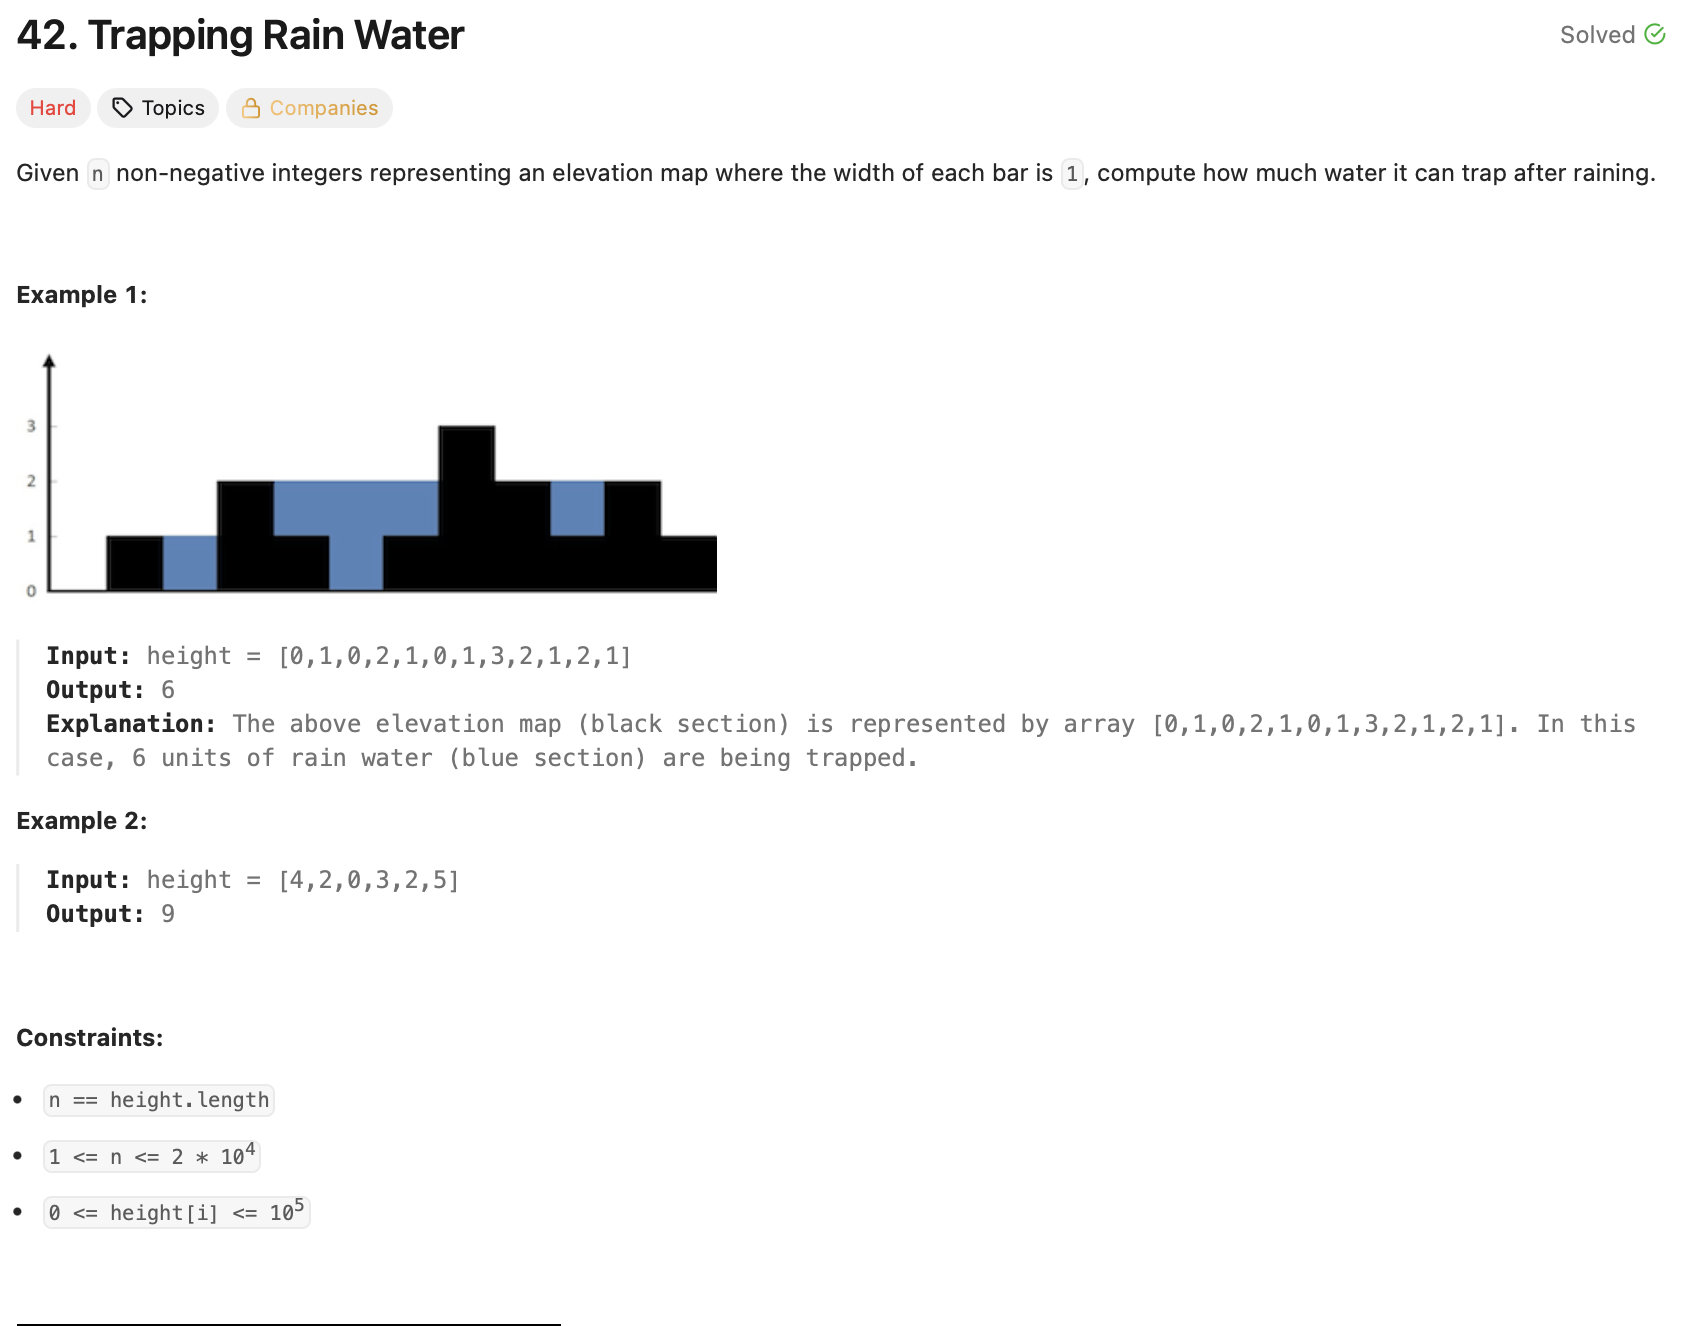 42. Trapping Rain Water
Solved
Hard
Topics
Companies
Given n non-negative integers representing an elevation map where the width of each bar is 1, compute how much water it can trap after raining.
Example 1:
3
2
1
0
Input: height = [0,1,0,2,1,0,1,3,2,1,2,1]
Output: 6
Explanation: The above elevation map (black section) is represented by array [0,1,0,2,1,0,1,3,2,1,2,1]. In this
case, 6 units of rain water (blue section) are being trapped.
Example 2:
Input: height = [4,2,0,3,2,5]
Output: 9
Constraints:
• n == height.length
• 1 <= n <= 2 * 10⁴
• 0 <= height[i] <= 10⁵